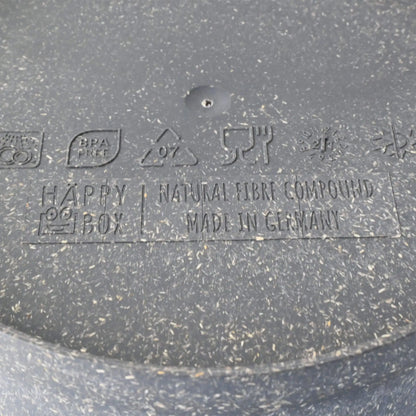 BPA
FREE
07
HAPPY
BOX
NATURAL FIBRE COMPOUND
MADE IN GERMANY